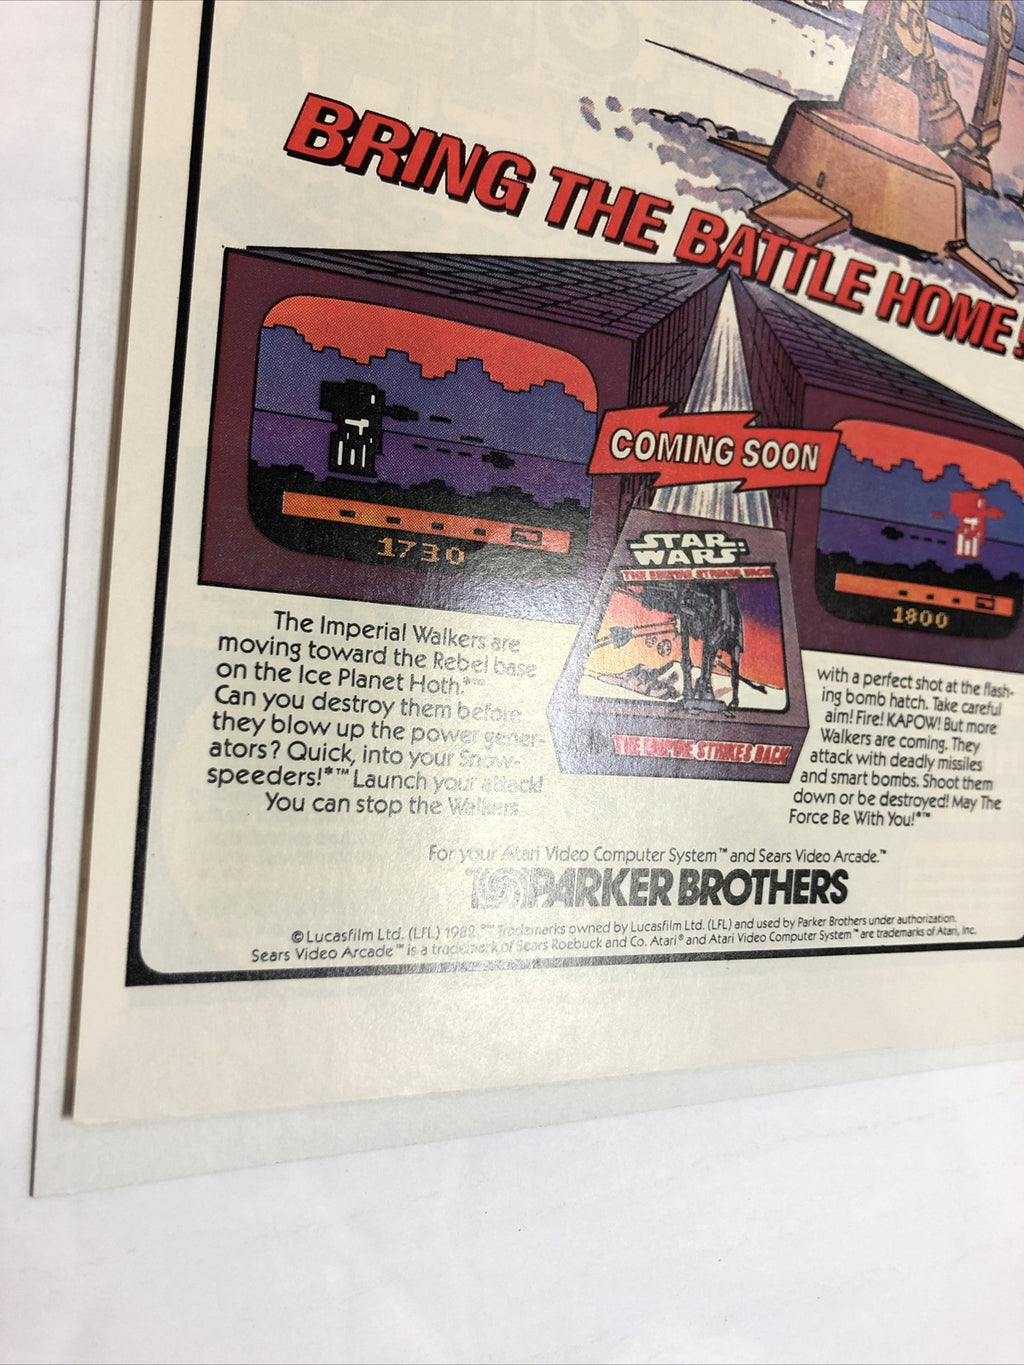 BRING THE BATTLE HOME!
COMING SOON
1730
1800
STAR
WARS
THE EMPIRE STRIKES BACK
THE EMPIRE STRIKES BACK
The Imperial Walkers are
moving toward the Rebel base
on the Ice Planet Hoth.*™
Can you destroy them before
they blow up the power gener-
ators? Quick, into your Snow-
speeders!*™ Launch your attack!
You can stop the Walkers
with a perfect shot at the flash-
ing bomb hatch. Take careful
aim! Fire! KAPOW! But more
Walkers are coming. They
attack with deadly missiles
and smart bombs. Shoot them
down or be destroyed! May The
Force Be With You!*™
For your Atari Video Computer System™ and Sears Video Arcade.™
PARKER BROTHERS
© Lucasfilm Ltd. (LFL) 1982 *™ Trademarks owned by Lucasfilm Ltd. (LFL) and used by Parker Brothers under authorization.
Sears Video Arcade™ is a trademark of Sears Roebuck and Co. Atari® and Atari Video Computer System™ are trademarks of Atari, Inc.